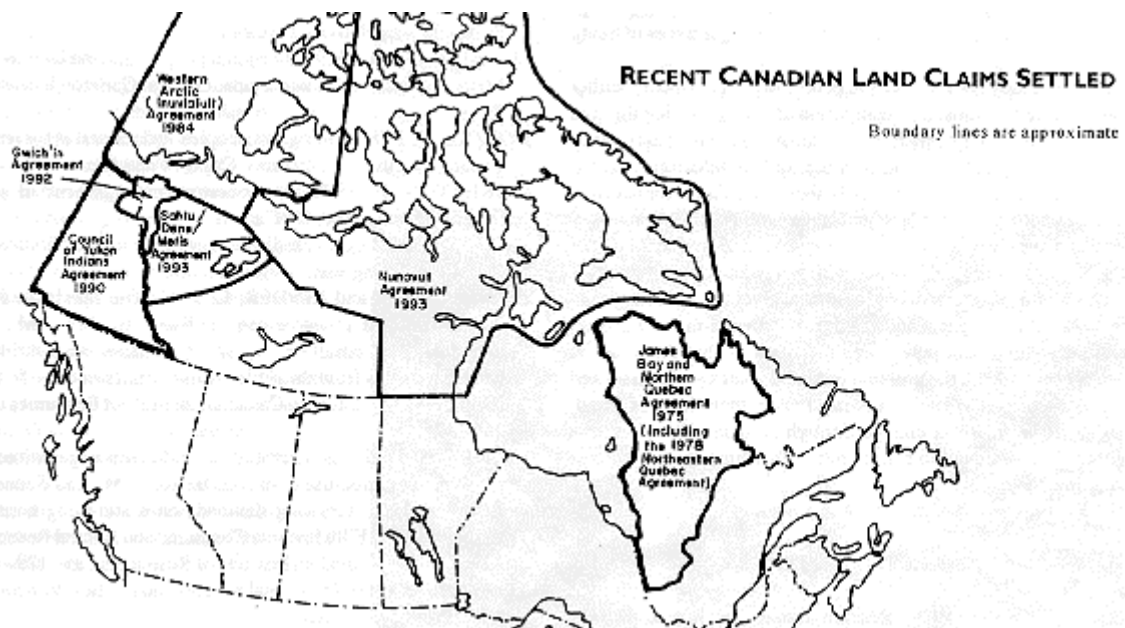 RECENT CANADIAN LAND CLAIMS SETTLED
Boundary lines are approximate
Western
Arctic
(Inuvialuit)
Agreement
1984
Gwich'in
Agreement
1992
Council
of Yukon
Indians
Agreement
1990
Sahtu/
Dene/
Metis
Agreement
1993
Nunavut
Agreement
1993
James
Bay and
Northern
Quebec
Agreement
1975
(Including
the 1978
Northeastern
Quebec
Agreement)